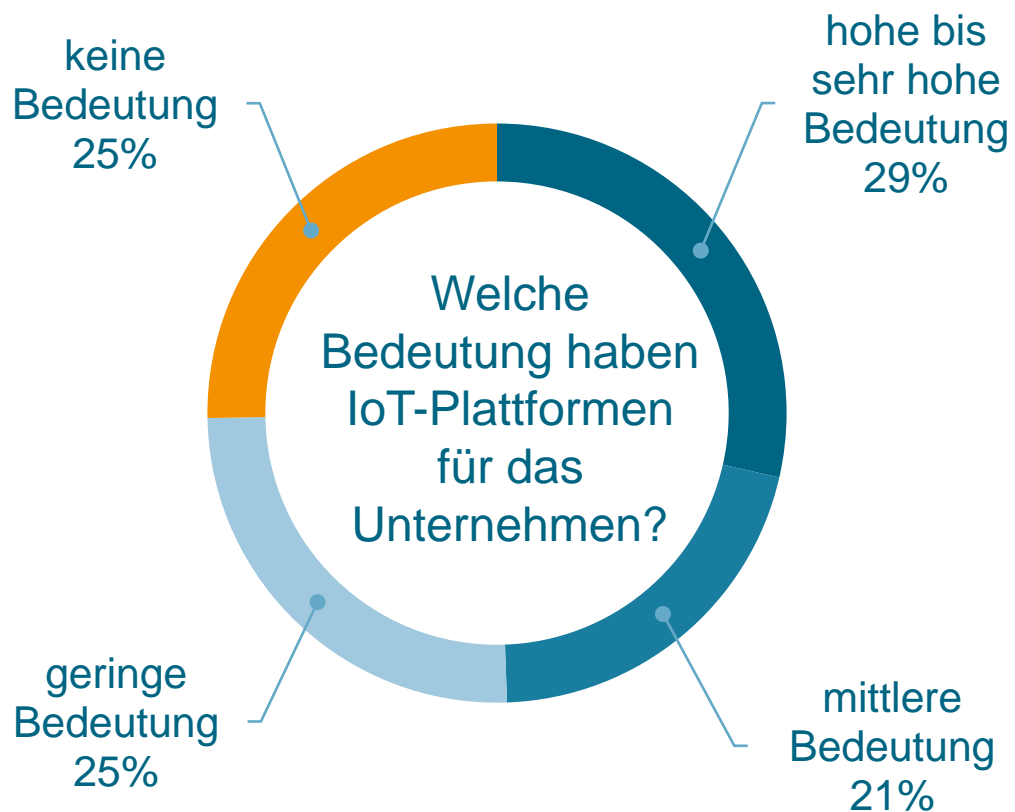 keine
Bedeutung
25%
hohe bis
sehr hohe
Bedeutung
29%
Welche
Bedeutung haben
IoT-Plattformen
für das
Unternehmen?
geringe
Bedeutung
25%
mittlere
Bedeutung
21%